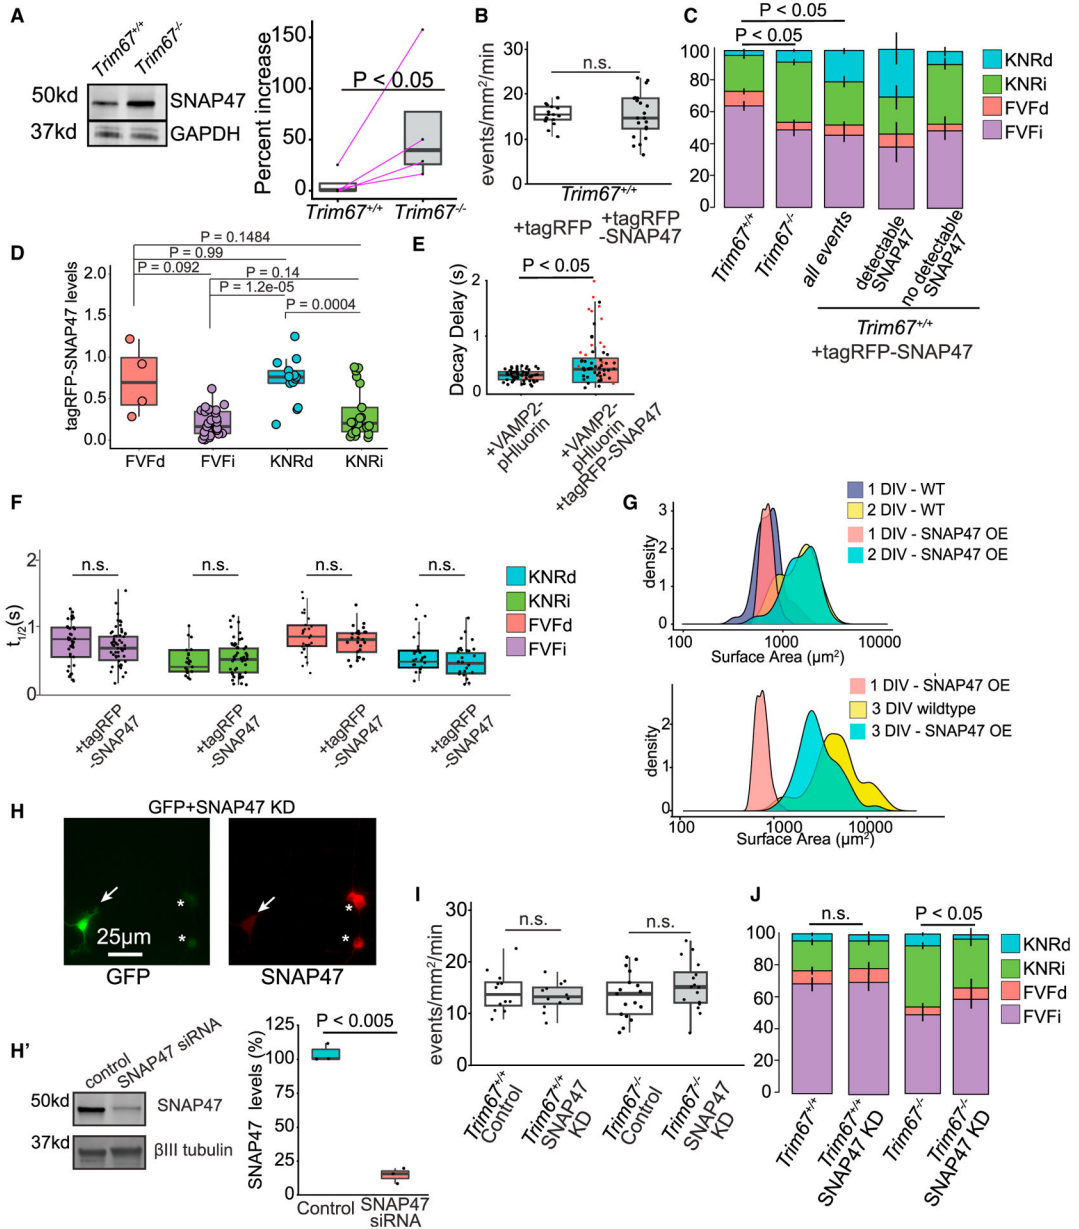 A
Trim67+/+
Trim67-/-
50kd
SNAP47
37kd
GAPDH
Percent increase
150
100
50
0
P < 0.05
Trim67+/+
Trim67-/-
B
events/mm2/min
30
20
10
0
n.s.
Trim67+/+
+tagRFP
+tagRFP
-SNAP47
C
P < 0.05
P < 0.05
100
80
60
40
20
0
KNRd
KNRi
FVFd
FVFi
Trim67+/+
Trim67-/-
all events
detectable
SNAP47
no detectable
SNAP47
Trim67+/+
+tagRFP-SNAP47
D
P = 0.1484
P = 0.99
P = 0.092
P = 0.14
P = 1.2e-05
P = 0.0004
tagRFP-SNAP47 levels
2.0
1.5
1.0
0.5
0.0
FVFd
FVFi
KNRd
KNRi
E
P < 0.05
Decay Delay (s)
2
1
0
+VAMP2-
pHluorin
+VAMP2-
pHluorin
+tagRFP-SNAP47
F
t1/2(s)
2
1
0
n.s.
n.s.
n.s.
n.s.
KNRd
KNRi
FVFd
FVFi
+tagRFP
-SNAP47
+tagRFP
-SNAP47
+tagRFP
-SNAP47
+tagRFP
-SNAP47
G
1 DIV - WT
2 DIV - WT
1 DIV - SNAP47 OE
2 DIV - SNAP47 OE
density
3
2
1
0
100
1000
10000
Surface Area (µm2)
1 DIV - SNAP47 OE
3 DIV wildtype
3 DIV - SNAP47 OE
density
2
1
0
100
1000
10000
Surface Area (µm2)
H
GFP+SNAP47 KD
*
*
25µm
GFP
*
*
SNAP47
H'
control
SNAP47 siRNA
50kd
SNAP47
37kd
βIII tubulin
SNAP47 levels (%)
125
100
75
50
25
0
P < 0.005
Control
SNAP47
siRNA
I
events/mm2/min
30
20
10
0
n.s.
n.s.
Trim67+/+
Control
Trim67+/+
SNAP47
KD
Trim67-/-
Control
Trim67-/-
SNAP47
KD
J
n.s.
P < 0.05
100
80
60
40
20
0
KNRd
KNRi
FVFd
FVFi
Trim67+/+
Trim67+/+
SNAP47 KD
Trim67-/-
Trim67-/-
SNAP47 KD